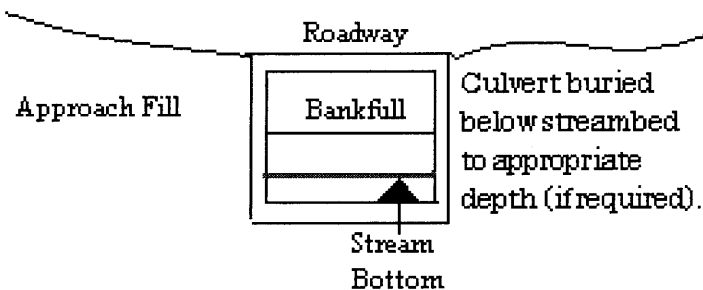 Roadway
Approach Fill
Bankfull
Culvert buried
below streambed
to appropriate
depth (if required).
Stream
Bottom